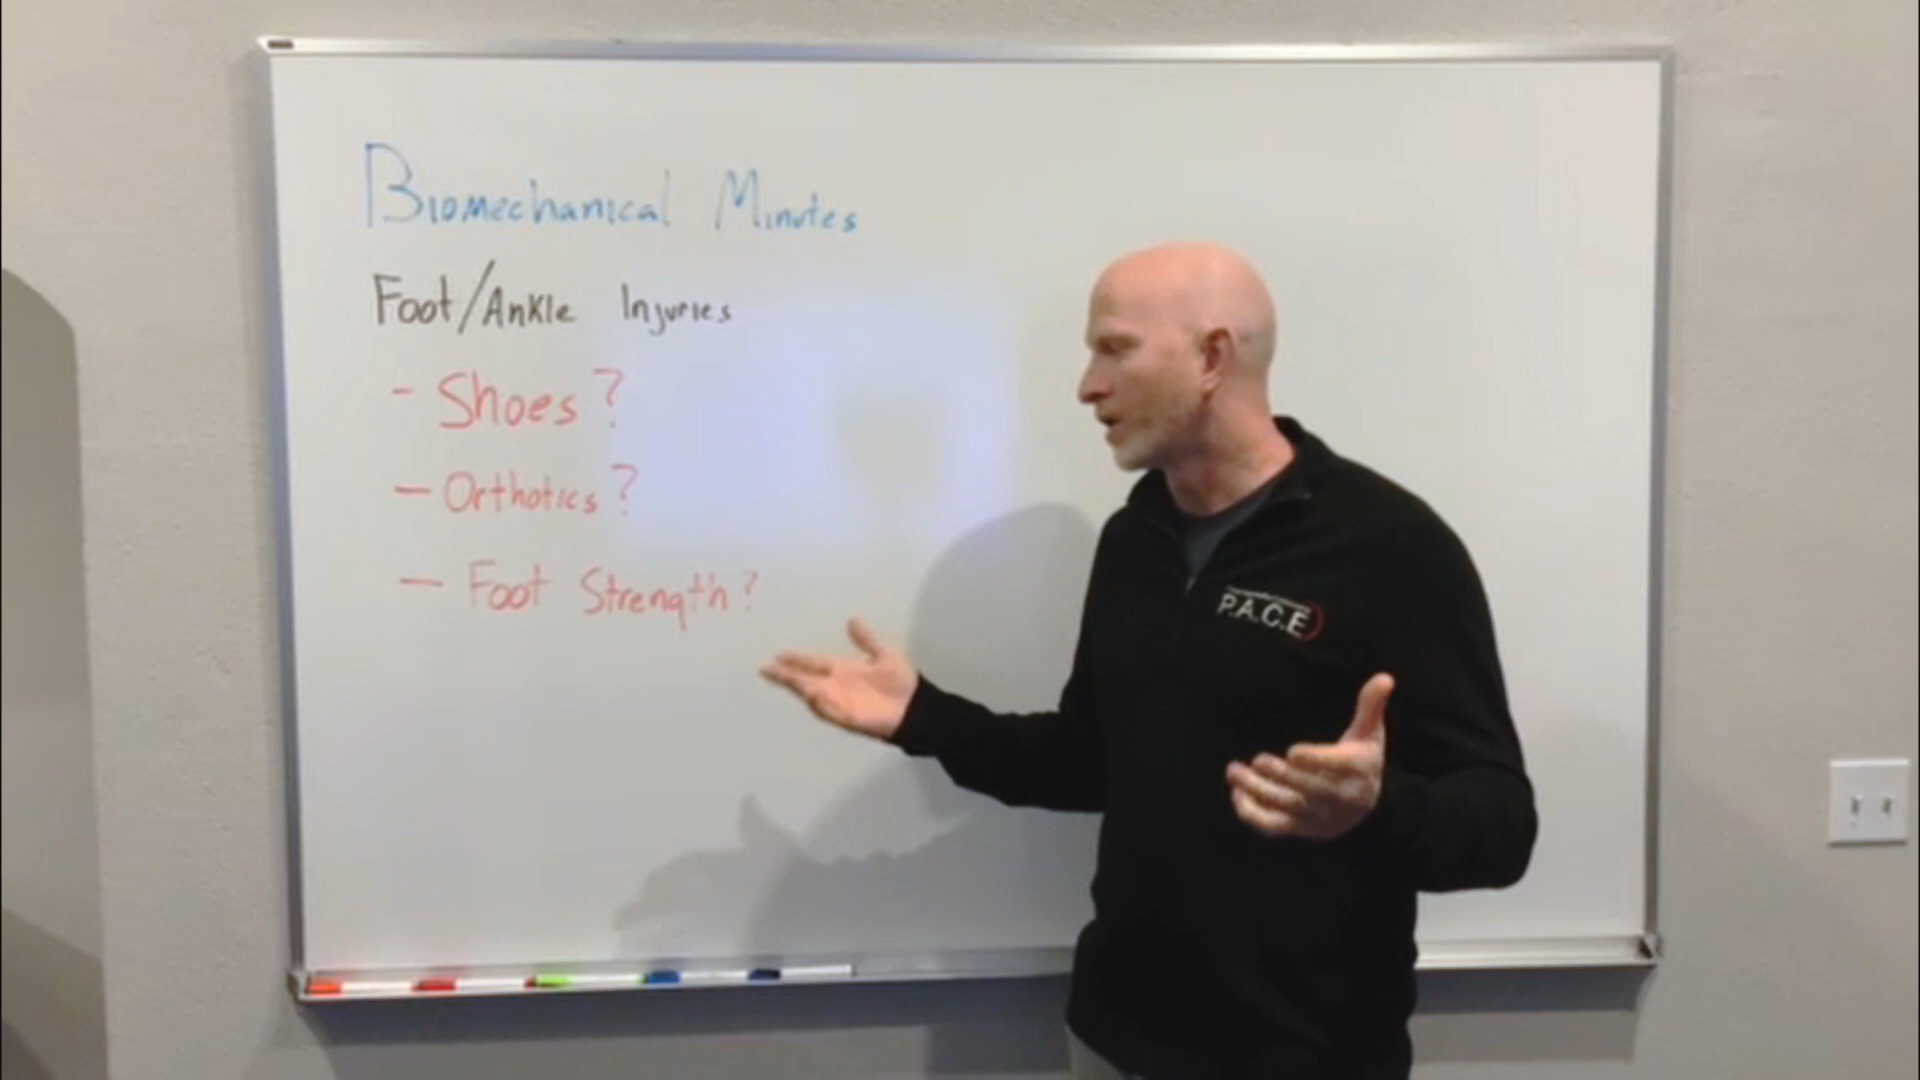 Biomechanical Minutes
Foot/Ankle Injuries
- Shoes?
- Orthotics?
- Foot Strength?
P.A.C.E